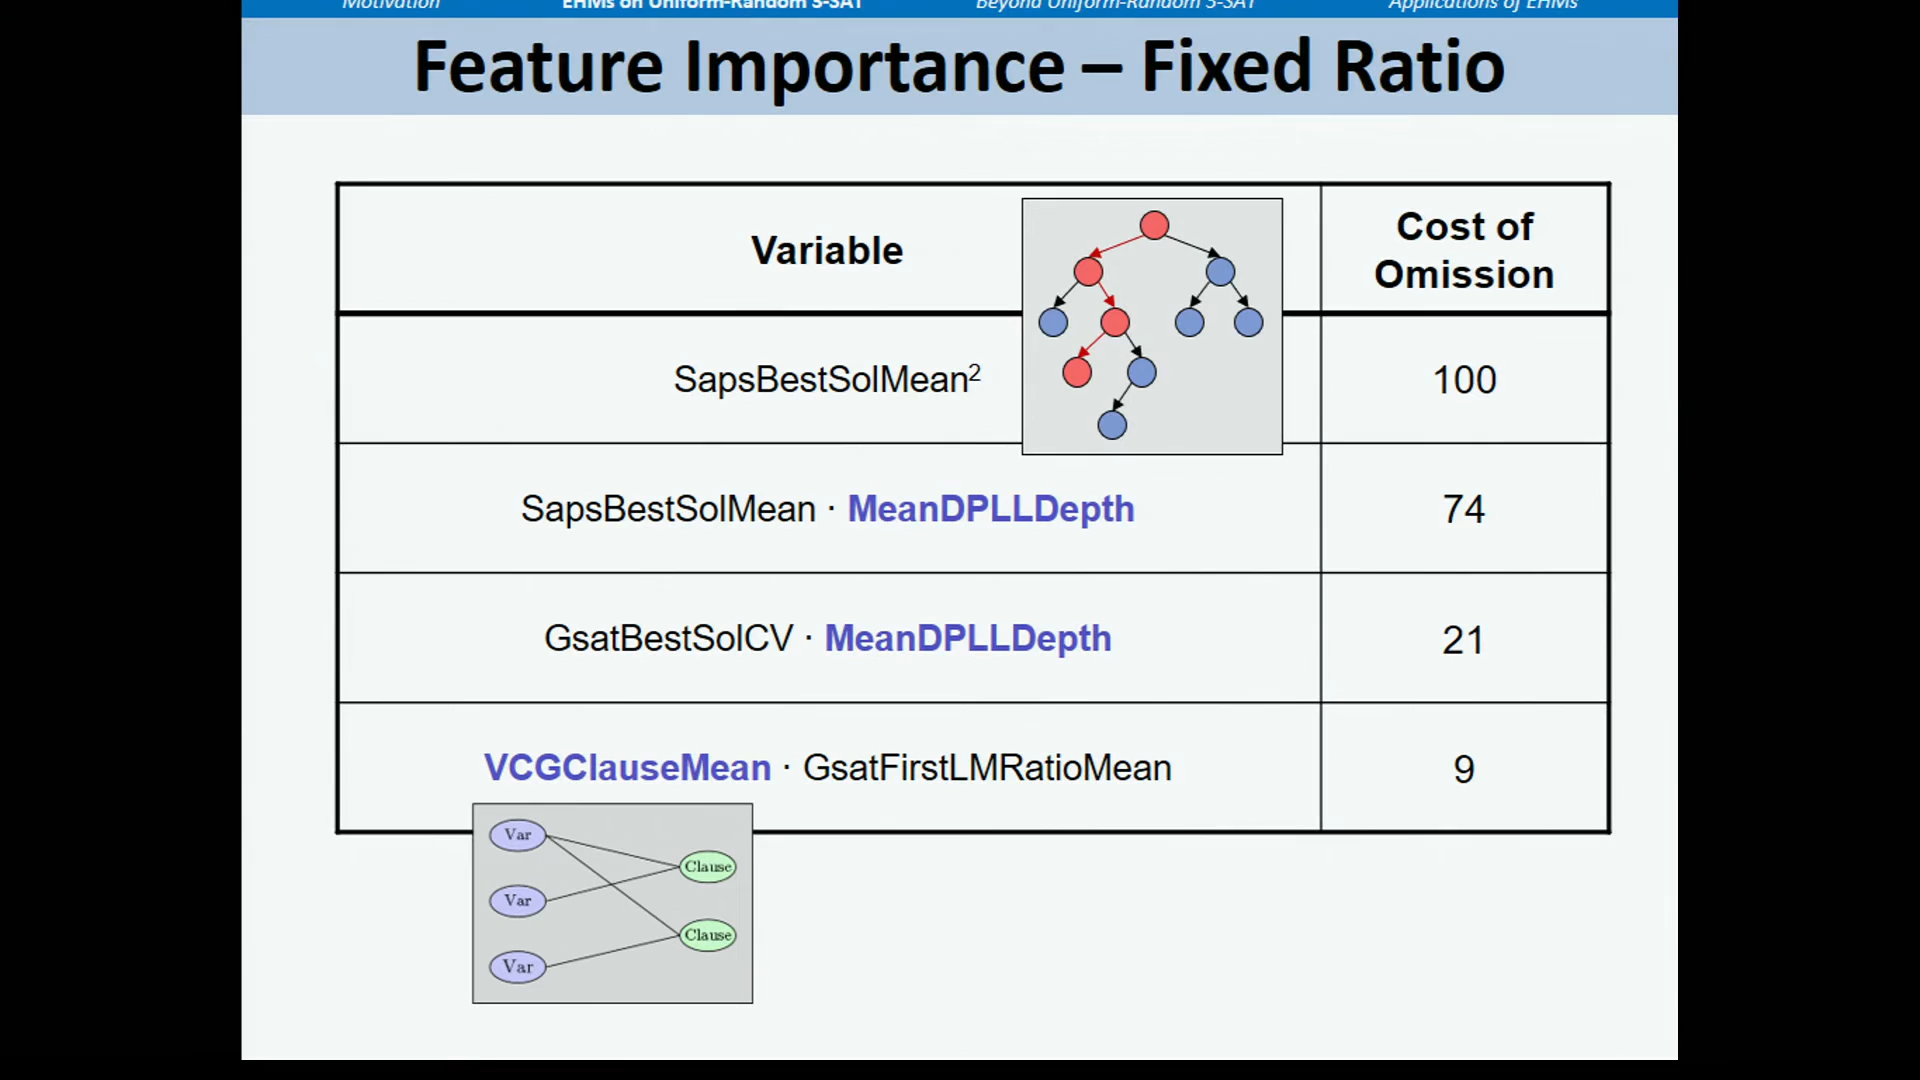 Motivation EHMs on Uniform-Random 3-SAT Beyond Uniform-Random 3-SAT Applications of EHMs
Feature Importance – Fixed Ratio
Variable
Cost of
Omission
SapsBestSolMean²
100
SapsBestSolMean · MeanDPLLDepth
74
GsatBestSolCV · MeanDPLLDepth
21
VCGClauseMean · GsatFirstLMRatioMean
9
Var
Clause
Var
Clause
Var